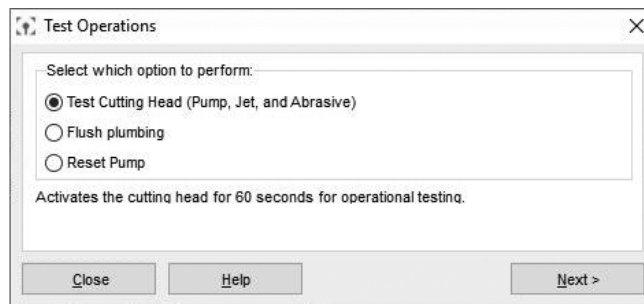 Test Operations
Select which option to perform:
Test Cutting Head (Pump, Jet, and Abrasive)
Flush plumbing
Reset Pump
Activates the cutting head for 60 seconds for operational testing.
Close Help Next >